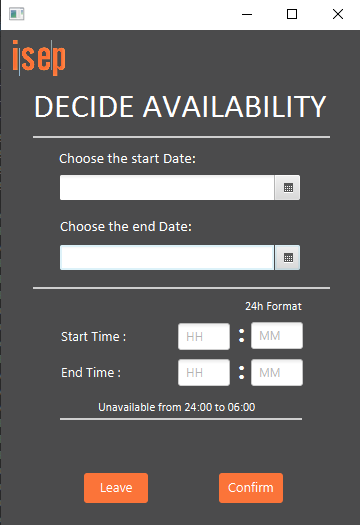 isep
DECIDE AVAILABILITY
Choose the start Date:
Choose the end Date:
24h Format
Start Time : HH : MM
End Time : HH : MM
Unavailable from 24:00 to 06:00
Leave Confirm